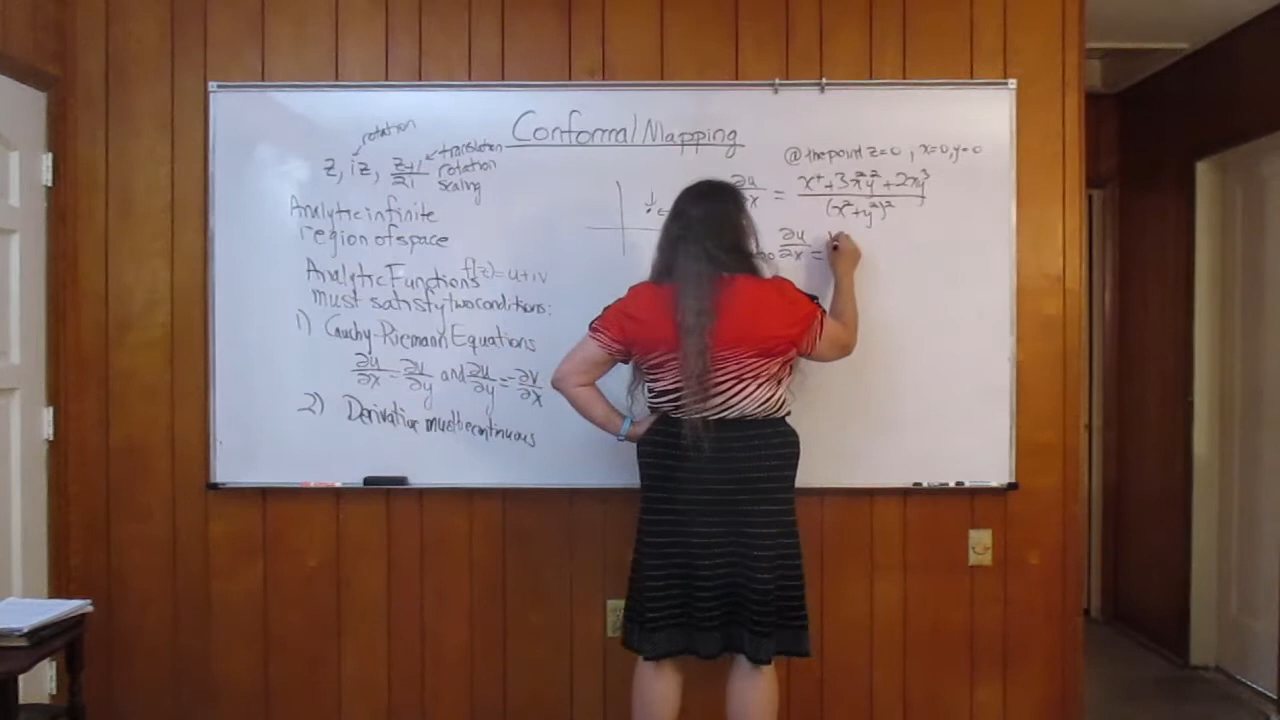 Conformal Mapping
rotation
z, iz, z+1/2i
translation
rotation
scaling
Analytic infinite
region of space
Analytic Functions f(z)=u+iv
must satisfy two conditions:
1) Cauchy-Riemann Equations
∂u/∂x = ∂v/∂y and ∂u/∂y = -∂v/∂x
2) Derivative must be continuous
@ the point z=0, x=0, y=0
∂u/∂x = x⁴+3x²y²+2xy³/(x²+y²)²
∂u/∂x =